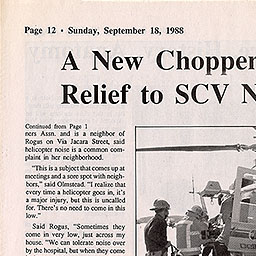 Page 12 • Sunday, September 18, 1988
A New Chopper
Relief to SCV N
Continued from Page 1
ners Assn. and is a neighbor of
Rogus on Via Jacara Street, said
helicopter noise is a common com-
plaint in her neighborhood.
"This is a subject that comes up at
meetings and a sore spot with neigh-
bors," said Olmstead. "I realize that
every time a helicopter goes in, it's
a major injury, but this is uncalled
for. There's no need to come in this
low."
Said Rogus, "Sometimes they
come in very low, just across my
house. "We can tolerate noise over
by the hospital, but when they come